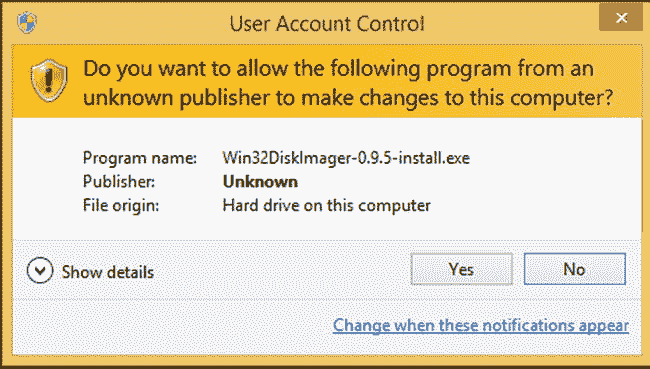 User Account Control
Do you want to allow the following program from an
unknown publisher to make changes to this computer?
Program name: Win32DiskImager-0.9.5-install.exe
Publisher: Unknown
File origin: Hard drive on this computer
Show details Yes No
Change when these notifications appear